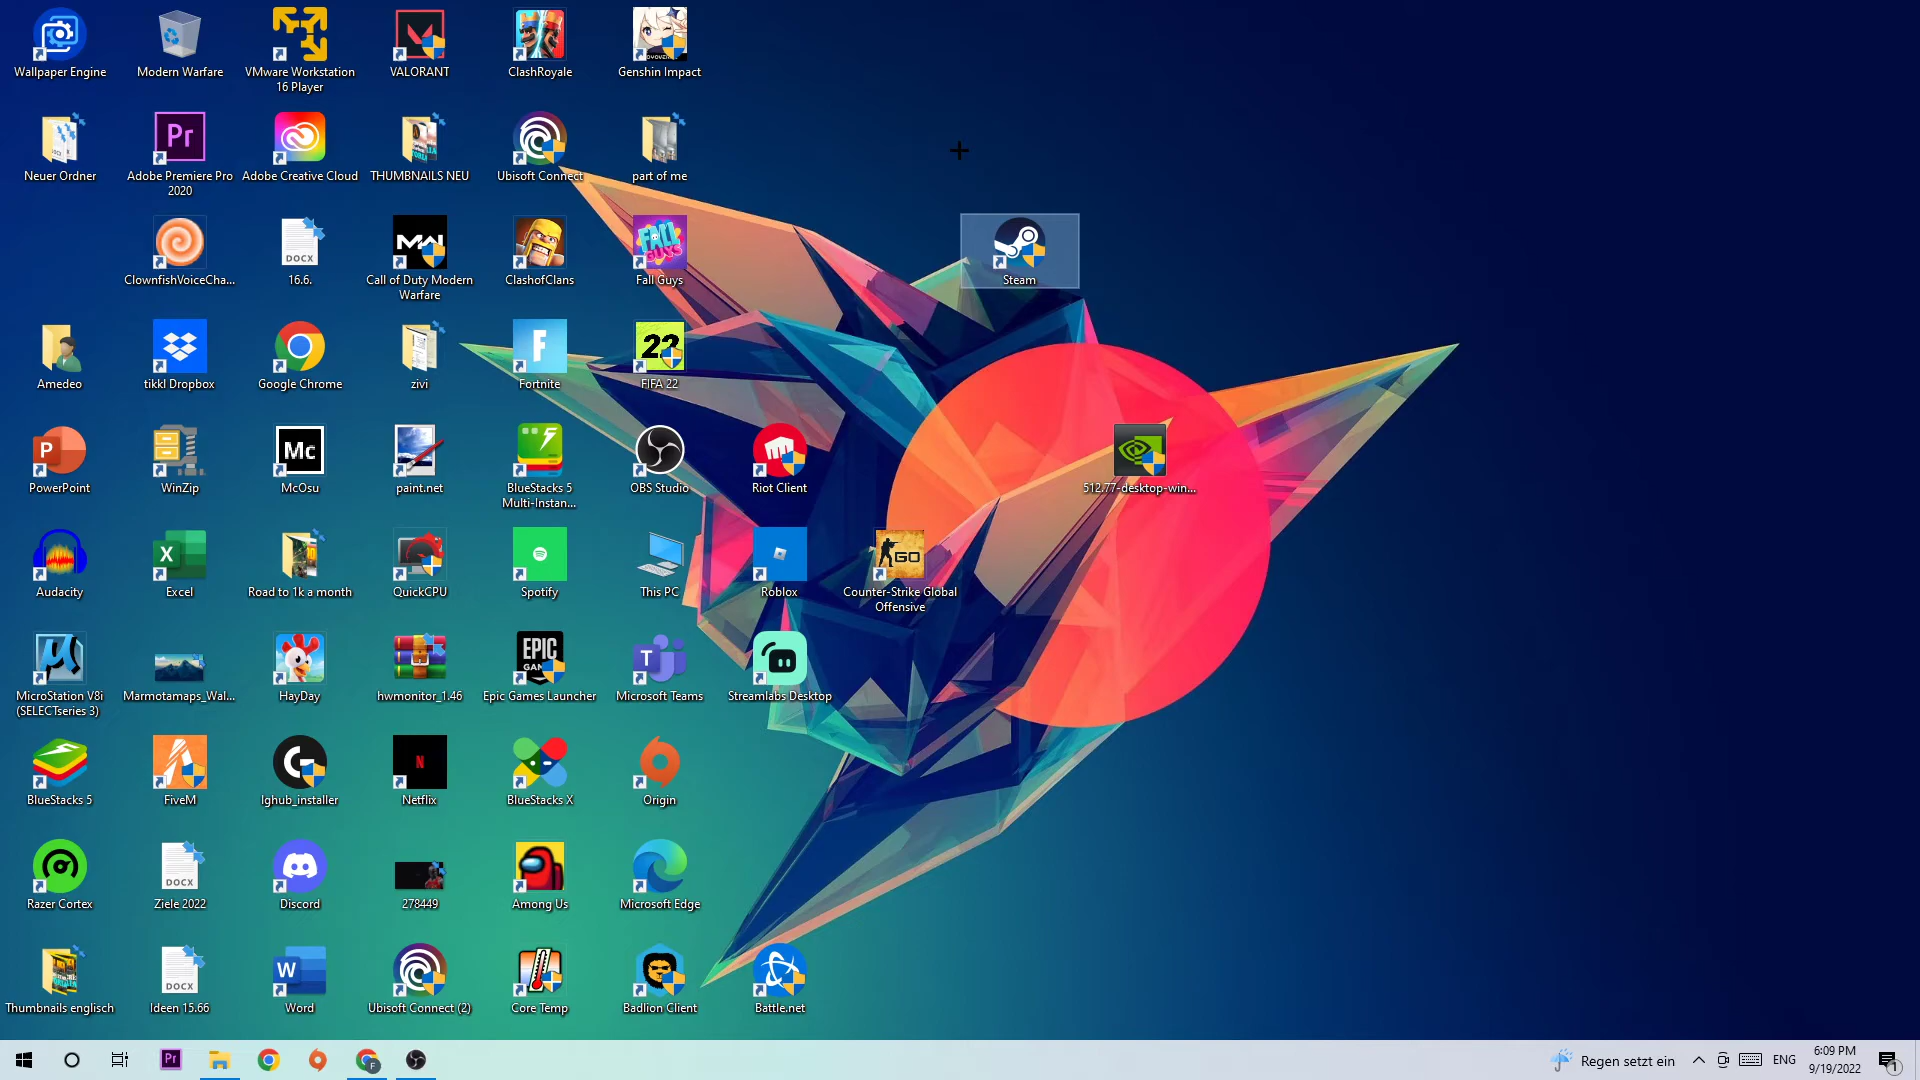 Wallpaper Engine
Modern Warfare
VMware Workstation
16 Player
VALORANT
ClashRoyale
Genshin Impact
Neuer Ordner
Adobe Premiere Pro
2020
Adobe Creative Cloud
THUMBNAILS NEU
Ubisoft Connect
part of me
ClownfishVoiceCha...
16.6.
Call of Duty Modern
Warfare
ClashofClans
Fall Guys
Steam
Amedeo
tikkl Dropbox
Google Chrome
zivi
Fortnite
FIFA 22
PowerPoint
WinZip
McOsu
paint.net
BlueStacks 5
Multi-Instan...
OBS Studio
Riot Client
512.77-desktop-win...
Audacity
Excel
Road to 1k a month
QuickCPU
Spotify
This PC
Roblox
Counter-Strike Global
Offensive
MicroStation V8i
(SELECTseries 3)
Marmotamaps_Wal...
HayDay
hwmonitor_1.46
Epic Games Launcher
Microsoft Teams
Streamlabs Desktop
BlueStacks 5
FiveM
lghub_installer
Netflix
BlueStacks X
Origin
Razer Cortex
Ziele 2022
Discord
278449
Among Us
Microsoft Edge
Thumbnails englisch
Ideen 15.66
Word
Ubisoft Connect (2)
Core Temp
Badlion Client
Battle.net
Regen setzt ein
ENG
6:09 PM
9/19/2022
1